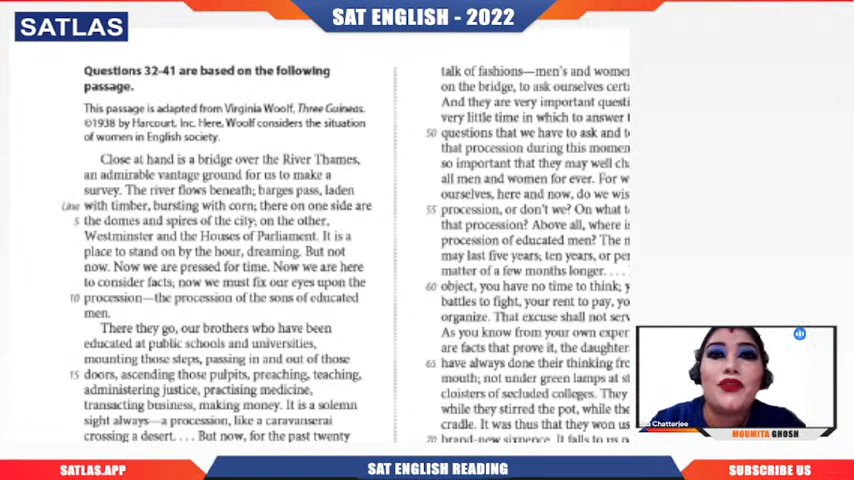 SATLAS
SAT ENGLISH - 2022
Questions 32-41 are based on the following
passage.
This passage is adapted from Virginia Woolf, Three Guineas.
©1938 by Harcourt, Inc. Here, Woolf considers the situation
of women in English society.
Close at hand is a bridge over the River Thames,
an admirable vantage ground for us to make a
survey. The river flows beneath; barges pass, laden
Line with timber, bursting with corn; there on one side are
5 the domes and spires of the city; on the other,
Westminster and the Houses of Parliament. It is a
place to stand on by the hour, dreaming. But not
now. Now we are pressed for time. Now we are here
to consider facts; now we must fix our eyes upon the
10 procession—the procession of the sons of educated
men.
There they go, our brothers who have been
educated at public schools and universities,
mounting those steps, passing in and out of those
15 doors, ascending those pulpits, preaching, teaching,
administering justice, practising medicine,
transacting business, making money. It is a solemn
sight always—a procession, like a caravanserai
crossing a desert. . . . But now, for the past twenty
talk of fashions—men's and
on the bridge, to ask ourselves
And they are very important
very little time in which to answer
50 questions that we have to ask and
that procession during this
so important that they may well
all men and women for ever. For
ourselves, here and now, do we
55 procession, or don't we? On what
that procession? Above all, where
procession of educated men? The
may last five years; ten years, or
matter of a few months longer. . . .
60 object, you have no time to think;
battles to fight, your rent to pay,
organize. That excuse shall not
As you know from your own
are facts that prove it, the
65 have always done their thinking
mouth; not under green lamps at
cloisters of secluded colleges. They
while they stirred the pot, while
cradle. It was thus that they won us
70 brand-new sixpence. It falls to us
Chatterjee
MOUMITA GHOSH
SATLAS.APP
SAT ENGLISH READING
SUBSCRIBE US